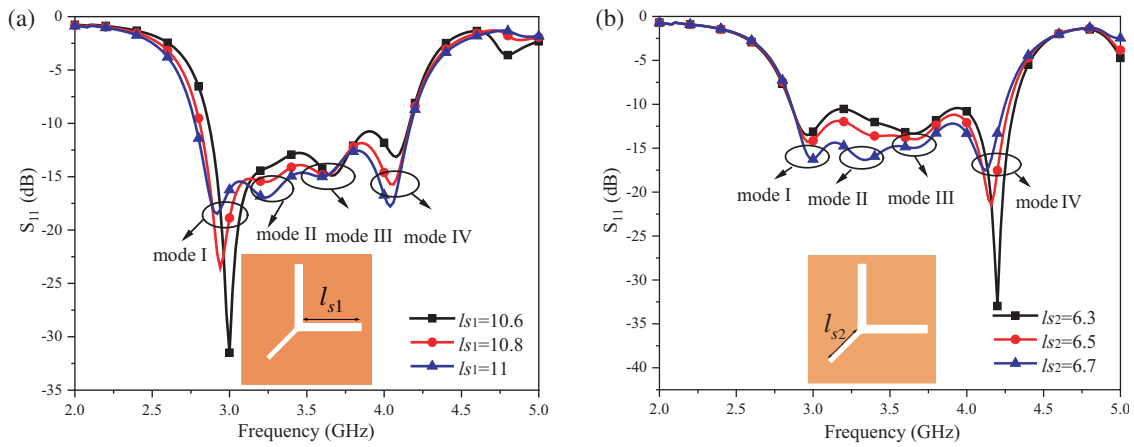 (a)
0
-5
-10
-15
-20
-25
-30
-35
S11 (dB)
2.0 2.5 3.0 3.5 4.0 4.5 5.0
Frequency (GHz)
mode I
mode II
mode III
mode IV
ls1
ls1=10.6
ls1=10.8
ls1=11
(b)
0
-5
-10
-15
-20
-25
-30
-35
-40
S11 (dB)
2.0 2.5 3.0 3.5 4.0 4.5 5.0
Frequency (GHz)
mode I
mode II
mode III
mode IV
ls2
ls2=6.3
ls2=6.5
ls2=6.7